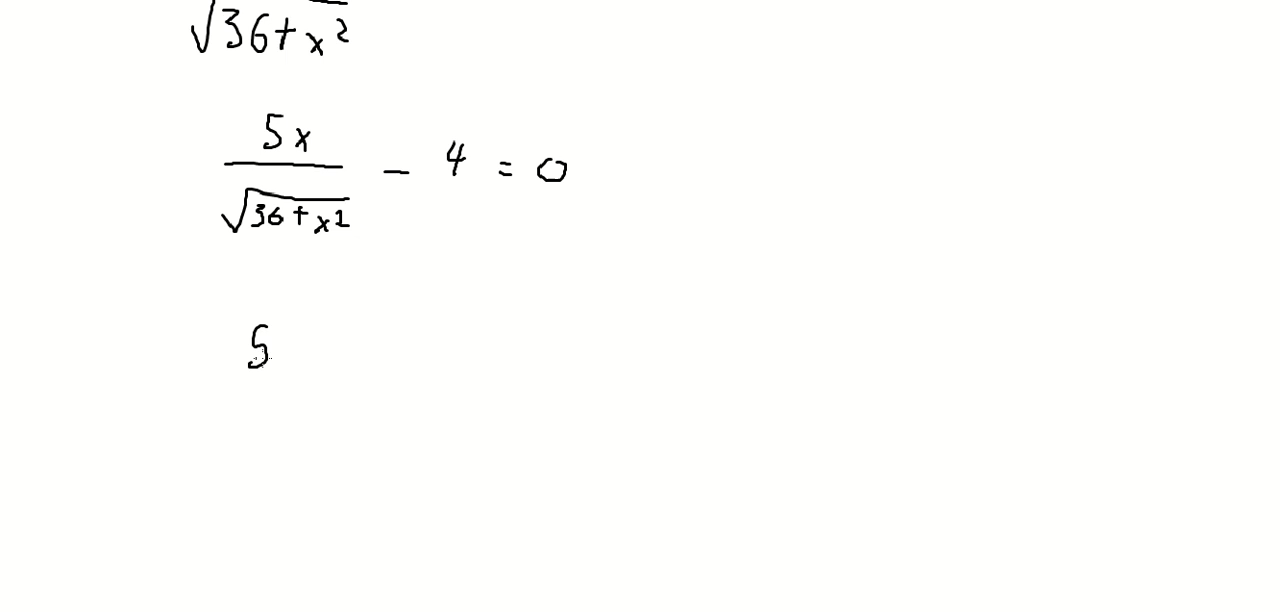 √36+x²
5x
— - 4 = 0
√36+x²
5